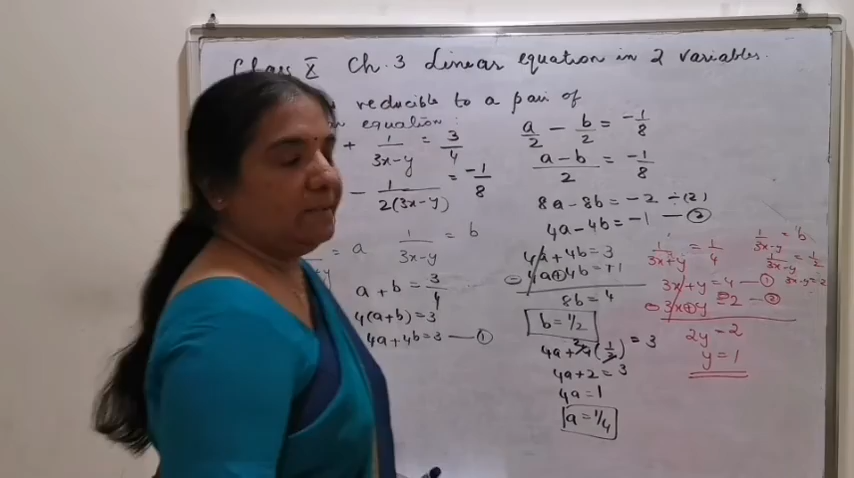 Class X Ch. 3 Linear equation in 2 variables.
reducible to a pair of
equation :
+ 1/(3x-y) = 3/4
- 1/(2(3x-y)) = -1/8
= a 1/(3x-y) = b
a + b = 3/4
4(a+b) = 3
4a+4b = 3 — ①
a/2 - b/2 = -1/8
(a-b)/2 = -1/8
8a - 8b = -2 ÷(2)
4a - 4b = -1 — ②
4a + 4b = 3
8b = 4
b = 1/2
4a + 4(1/2) = 3
4a + 2 = 3
4a = 1
a = 1/4
1/(3x+y) = 1/4
3x+y = 4 — ①
2y = 2
y = 1
1/(3x-y) = b
1/(3x-y) = 1/2
3x-y = 2